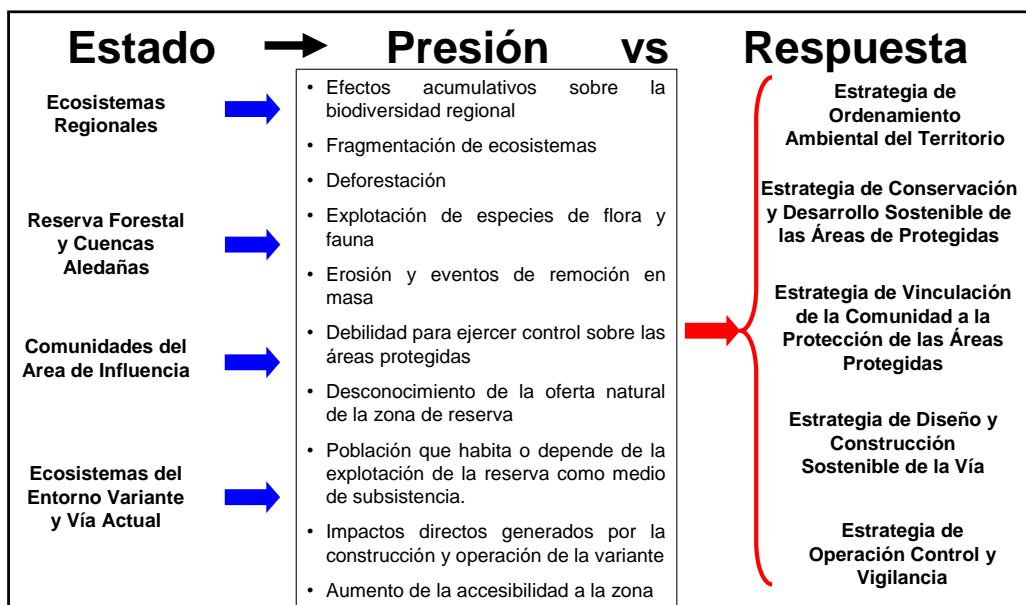 Estado Presión vs Respuesta
Ecosistemas
Regionales
Reserva Forestal
y Cuencas
Aledañas
Comunidades del
Area de Influencia
Ecosistemas del
Entorno Variante
y Vía Actual
• Efectos acumulativos sobre la
biodiversidad regional
• Fragmentación de ecosistemas
• Deforestación
• Explotación de especies de flora y
fauna
• Erosión y eventos de remoción en
masa
• Debilidad para ejercer control sobre las
áreas protegidas
• Desconocimiento de la oferta natural
de la zona de reserva
• Población que habita o depende de la
explotación de la reserva como medio
de subsistencia.
• Impactos directos generados por la
construcción y operación de la variante
• Aumento de la accesibilidad a la zona
Estrategia de
Ordenamiento
Ambiental del Territorio
Estrategia de Conservación
y Desarrollo Sostenible de
las Áreas de Protegidas
Estrategia de Vinculación
de la Comunidad a la
Protección de las Áreas
Protegidas
Estrategia de Diseño y
Construcción
Sostenible de la Vía
Estrategia de
Operación Control y
Vigilancia